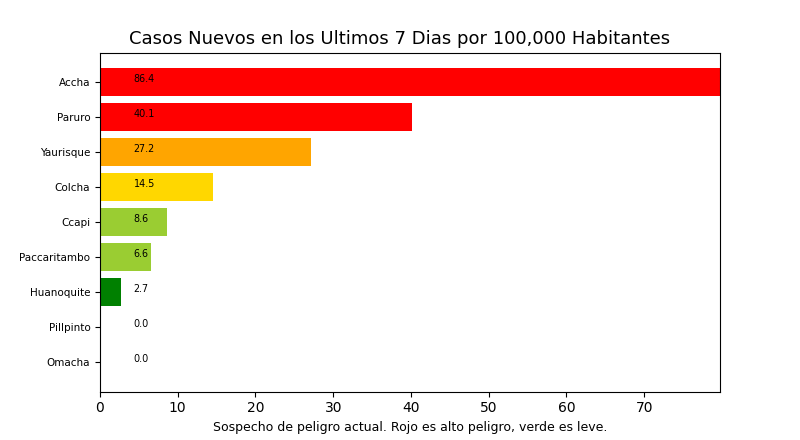 Casos Nuevos en los Ultimos 7 Dias por 100,000 Habitantes
Accha 86.4
Paruro 40.1
Yaurisque 27.2
Colcha 14.5
Ccapi 8.6
Paccaritambo 6.6
Huanoquite 2.7
Pillpinto 0.0
Omacha 0.0
0 10 20 30 40 50 60 70
Sospecho de peligro actual. Rojo es alto peligro, verde es leve.